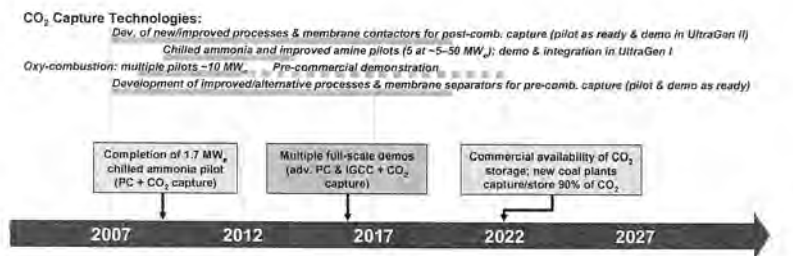 CO₂ Capture Technologies:
Dev. of new/improved processes & membrane contactors for post-comb. capture (pilot as ready & demo in UltraGen II)
Chilled ammonia and improved amine pilots (5 at ~5–50 MWₑ); demo & integration in UltraGen I
Oxy-combustion: multiple pilots ~10 MWₑ Pre-commercial demonstration
Development of improved/alternative processes & membrane separators for pre-comb. capture (pilot & demo as ready)
Completion of 1.7 MWₑ
chilled ammonia pilot
(PC + CO₂ capture)
Multiple full-scale demos
(adv. PC & IGCC + CO₂
capture)
Commercial availability of CO₂
storage; new coal plants
capture/store 90% of CO₂
2007 2012 2017 2022 2027